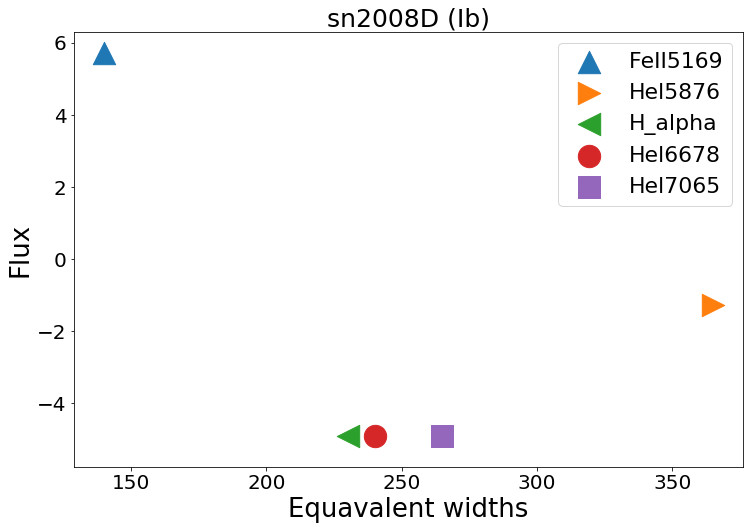 sn2008D (Ib)
6
4
2
0
−2
−4
Flux
FeII5169
HeI5876
H_alpha
HeI6678
HeI7065
150
200
250
300
350
Equavalent widths